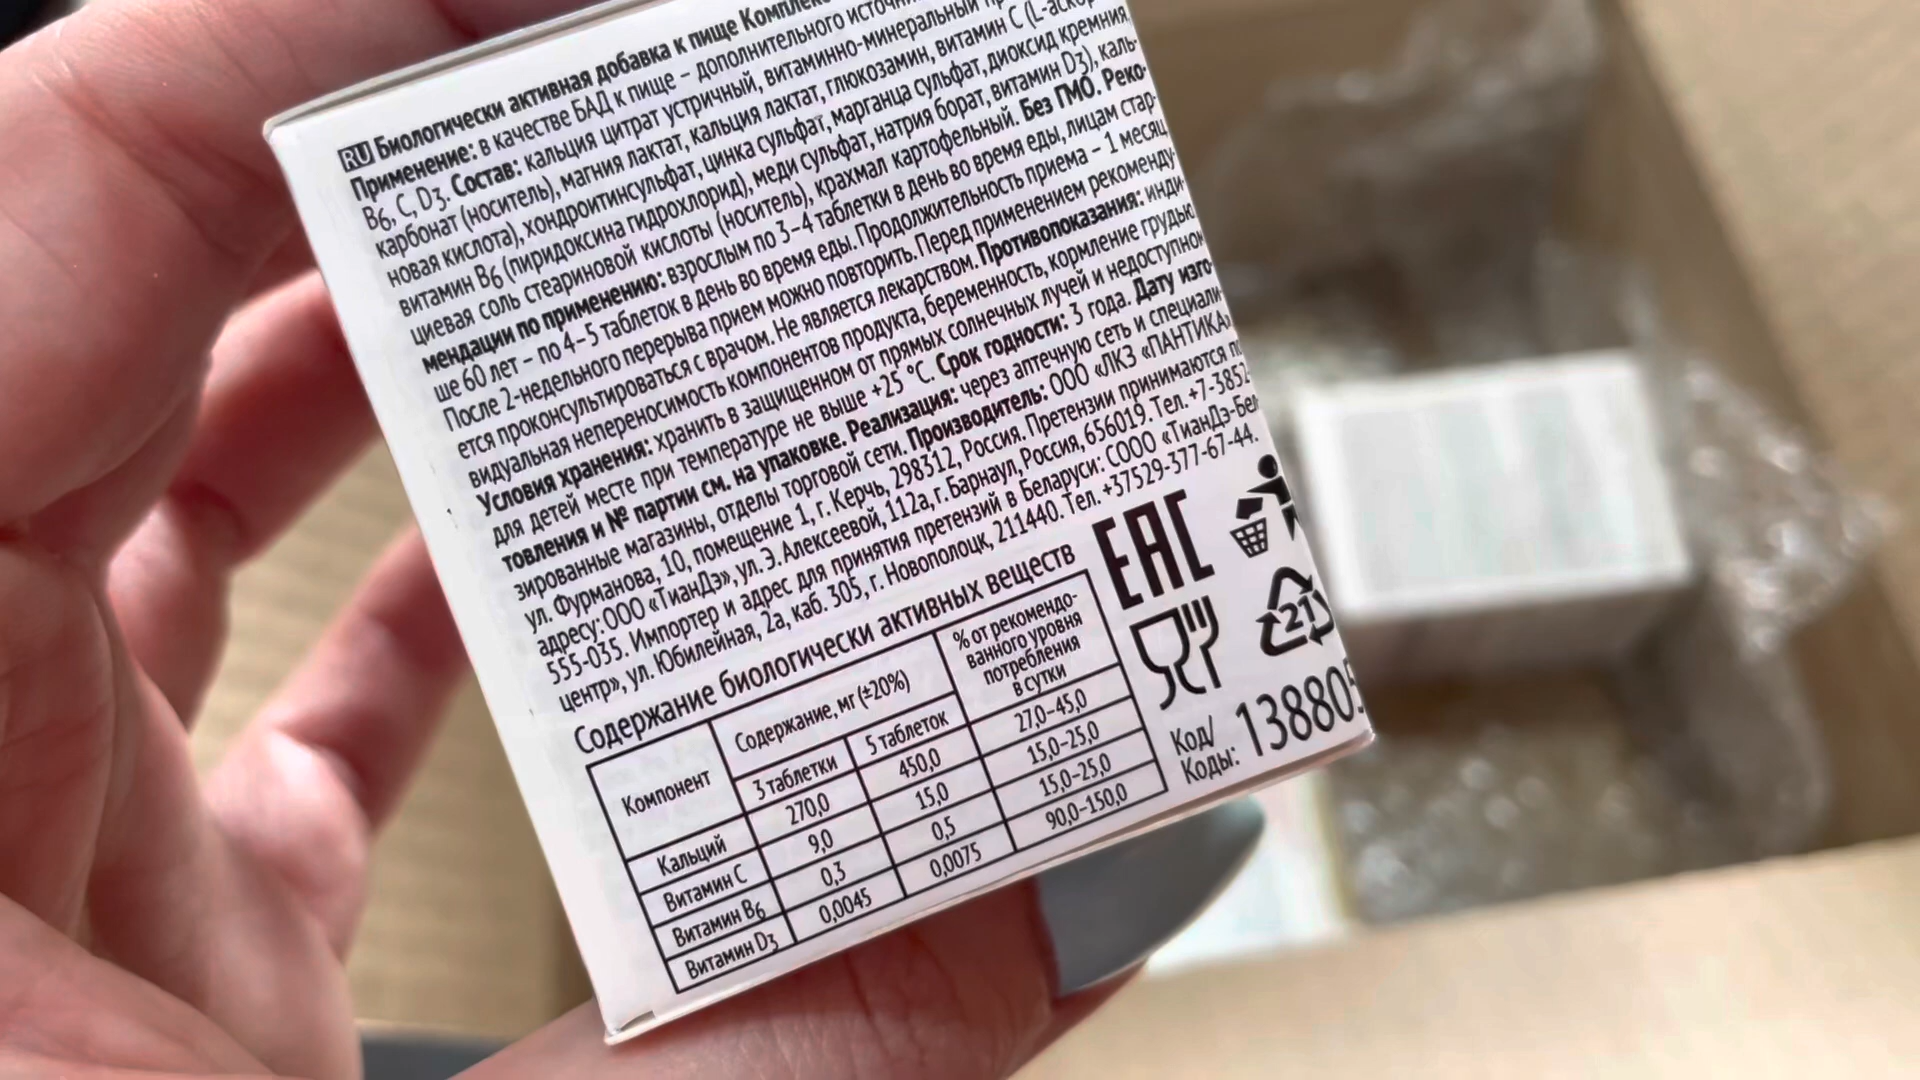 RU Биологически активная добавка к пище
Применение: в качестве БАД к пище – дополнительного
B6, C, D3. Состав: кальция цитрат устричный, витаминно-минеральный
карбонат (носитель), магния лактат, кальция лактат, глюкозамин, витамин C
новая кислота), хондроитинсульфат, цинка сульфат, марганца сульфат, диоксид кремния,
витамин B6 (пиридоксина гидрохлорид), меди сульфат, натрия борат, витамин D3), каль-
циевая соль стеариновой кислоты (носитель), крахмал картофельный. Без ГМО. Реко-
мендации по применению: взрослым по 3–4 таблетки в день во время еды, лицам стар-
ше 60 лет – по 4–5 таблеток в день во время еды. Продолжительность приема – 1 месяц.
После 2-недельного перерыва прием можно повторить. Перед применением рекоменду-
ется проконсультироваться с врачом. Не является лекарством. Противопоказания: инди-
видуальная непереносимость компонентов продукта, беременность, кормление грудью.
Условия хранения: хранить в защищенном от прямых солнечных лучей и недоступном
для детей месте при температуре не выше +25 °C. Срок годности: 3 года. Дату изго-
товления и № партии см. на упаковке. Реализация: через аптечную сеть и специали-
зированные магазины, отделы торговой сети. Производитель: ООО «ЛКЗ «ПАНТИКА»,
ул. Фурманова, 10, помещение 1, г. Керчь, 298312, Россия. Претензии принимаются по
адресу: ООО «ТианДэ», ул. Э. Алексеевой, 112а, г. Барнаул, Россия, 656019. Тел. +7-3852-
555-035. Импортер и адрес для принятия претензий в Беларуси: СООО «ТианДэ-Бел-
центр», ул. Юбилейная, 2а, каб. 305, г. Новополоцк, 211440. Тел. +37529-377-67-44.
Содержание биологически активных веществ
Компонент
Содержание, мг (±20%)
% от рекомендо-
ванного уровня
потребления
в сутки
3 таблетки
5 таблеток
Кальций 270,0 450,0 27,0–45,0
Витамин C 9,0 15,0 15,0–25,0
Витамин B6 0,3 0,5 15,0–25,0
Витамин D3 0,0045 0,0075 90,0–150,0
EAC
21
Код/
Коды: 138805